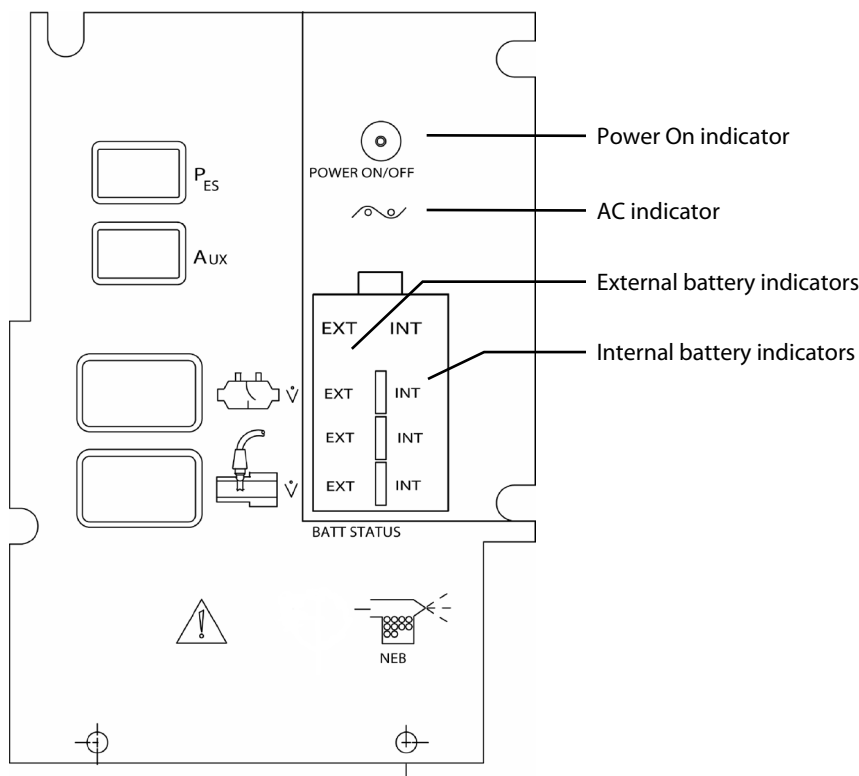 Power On indicator
POWER ON/OFF
PES
AC indicator
AUX
External battery indicators
EXT INT
Internal battery indicators
EXT INT
V̇
EXT INT
EXT INT
V̇
BATT STATUS
NEB